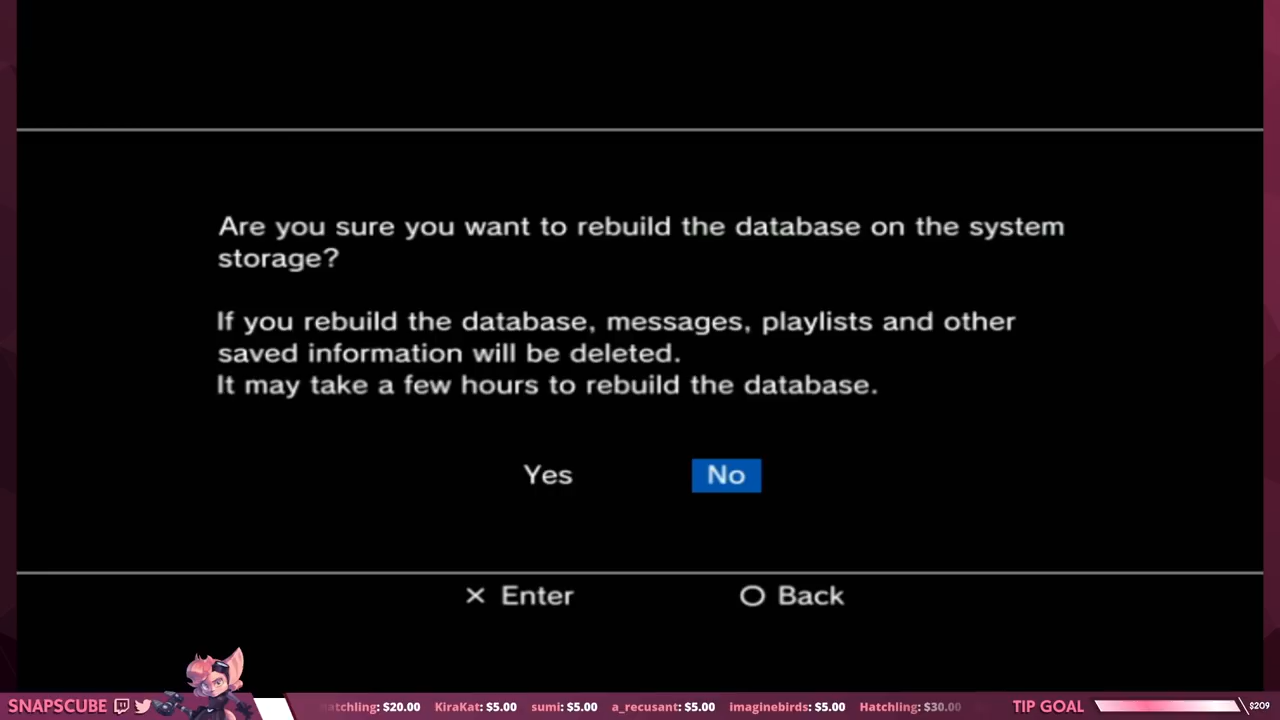 Are you sure you want to rebuild the database on the system
storage?
If you rebuild the database, messages, playlists and other
saved information will be deleted.
It may take a few hours to rebuild the database.
Yes No
✕ Enter ○ Back
SNAPSCUBE atchling: $20.00 KiraKat: $5.00 sumi: $5.00 a_recusant: $5.00 imaginebirds: $5.00 Hatchling: $30.00 TIP GOAL $209